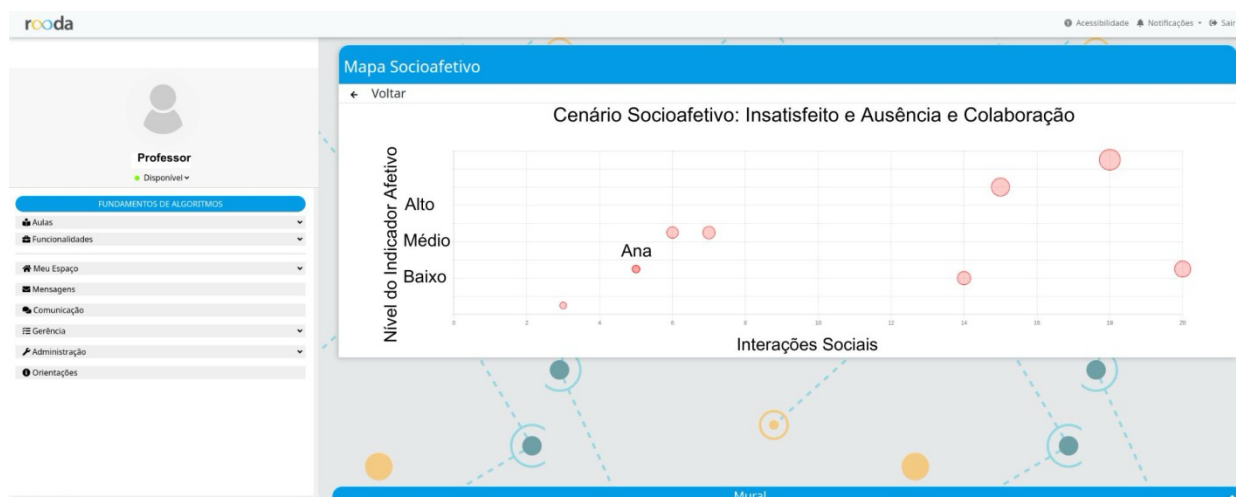 rooda
Acessibilidade Notificações Sair
Professor
Disponível
FUNDAMENTOS DE ALGORITMOS
Aulas
Funcionalidades
Meu Espaço
Mensagens
Comunicação
Gerência
Administração
Orientações
Mapa Socioafetivo
Voltar
Cenário Socioafetivo: Insatisfeito e Ausência e Colaboração
Nível do Indicador Afetivo
Alto
Médio
Baixo
Ana
0 2 4 6 8 10 12 14 16 18 20
Interações Sociais
Mural